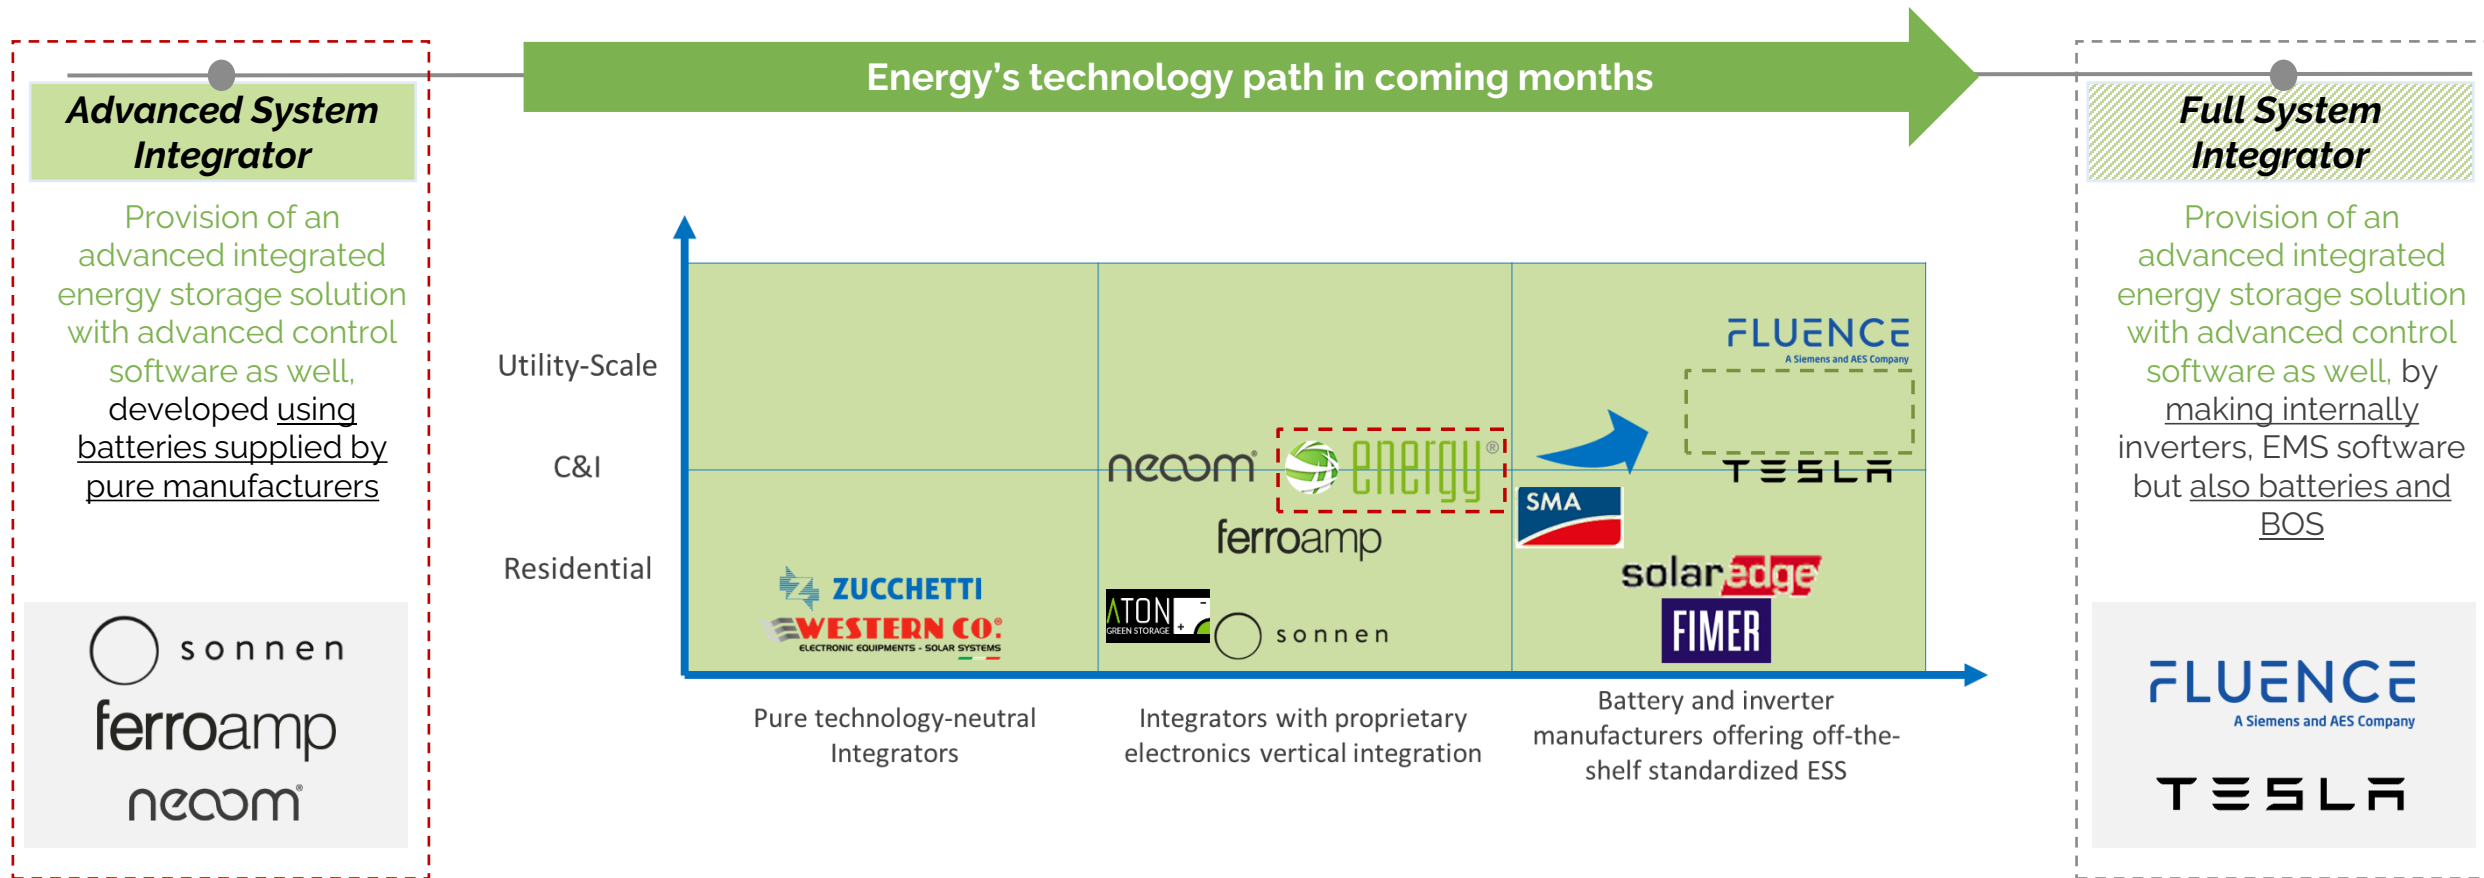 Energy's technology path in coming months
Advanced System
Integrator
Provision of an
advanced integrated
energy storage solution
with advanced control
software as well,
developed using
batteries supplied by
pure manufacturers
sonnen
ferroamp
neoom®
Utility-Scale
C&I
Residential
FLUENCE
A Siemens and AES Company
neoom®
energy®
TESLA
SMA
ferroamp
solaredge
ZUCCHETTI
WESTERN CO.®
ELECTRONIC EQUIPMENTS - SOLAR SYSTEMS
ATON
GREEN STORAGE
- +
sonnen
FIMER
Pure technology-neutral
Integrators
Integrators with proprietary
electronics vertical integration
Battery and inverter
manufacturers offering off-the-
shelf standardized ESS
Full System
Integrator
Provision of an
advanced integrated
energy storage solution
with advanced control
software as well, by
making internally
inverters, EMS software
but also batteries and
BOS
FLUENCE
A Siemens and AES Company
TESLA